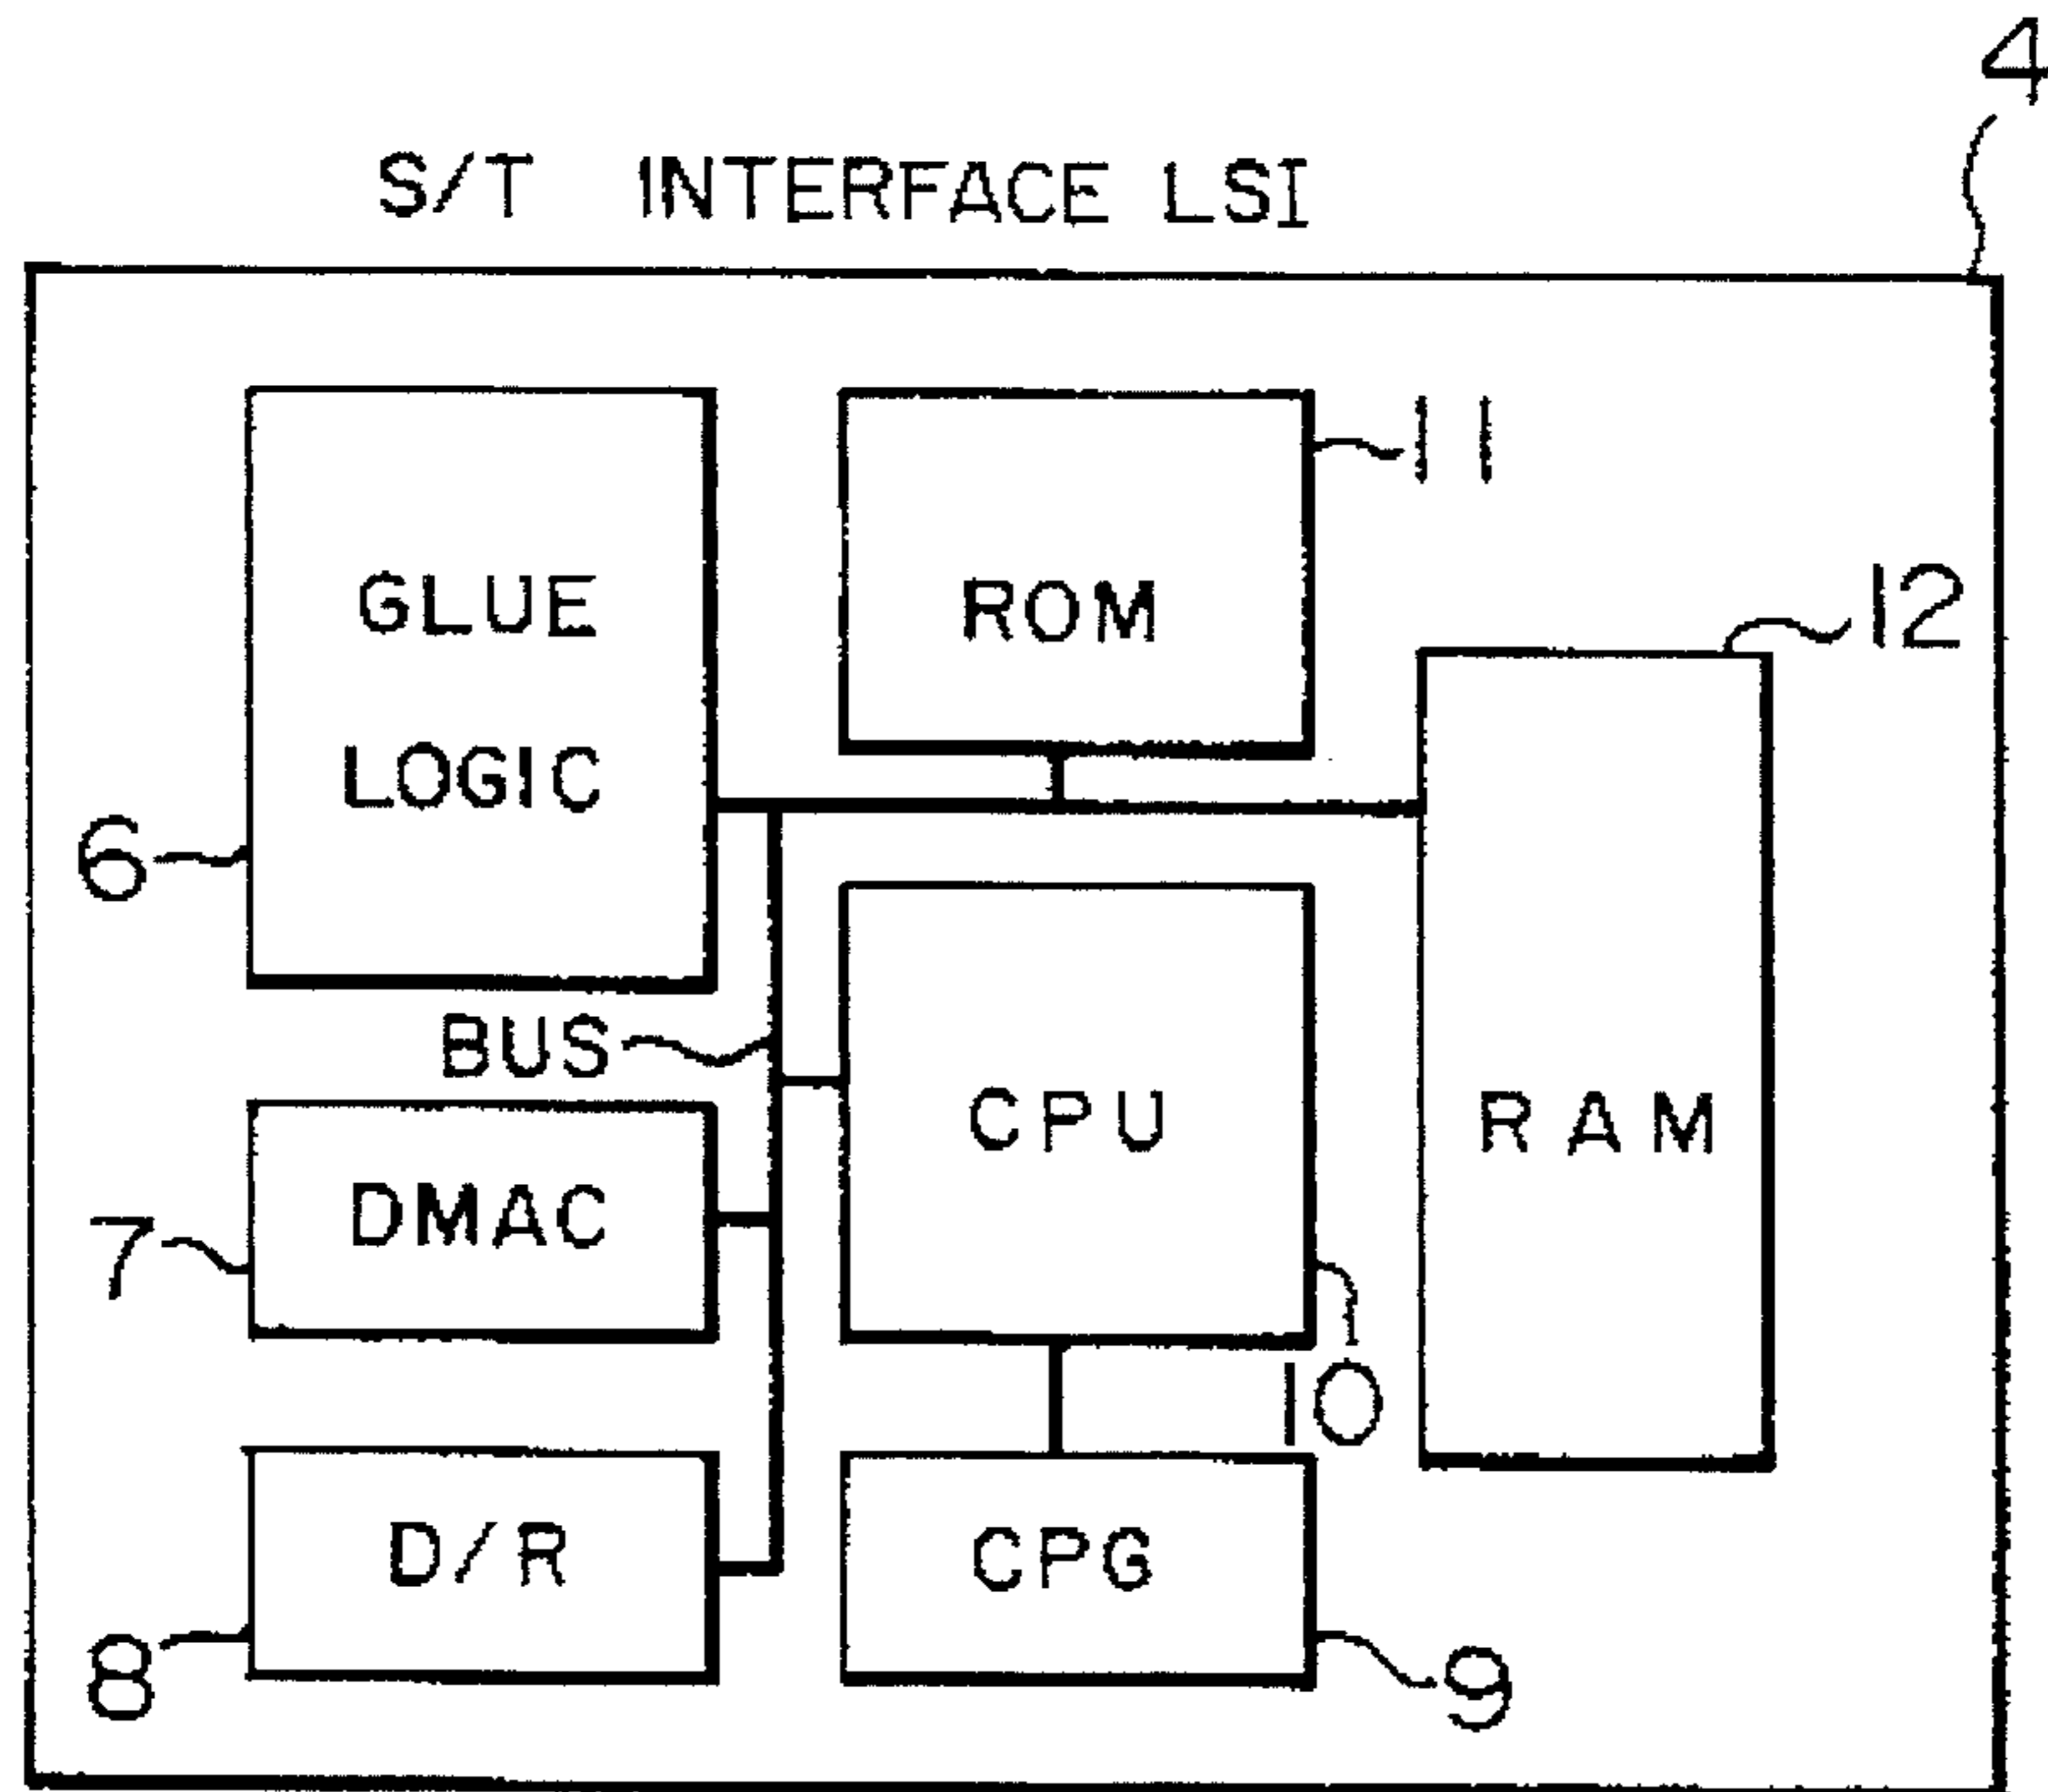 4
S/T INTERFACE LSI
11
GLUE
LOGIC
ROM
12
6
BUS
CPU
RAM
7
DMAC
10
D/R
CPG
8
9